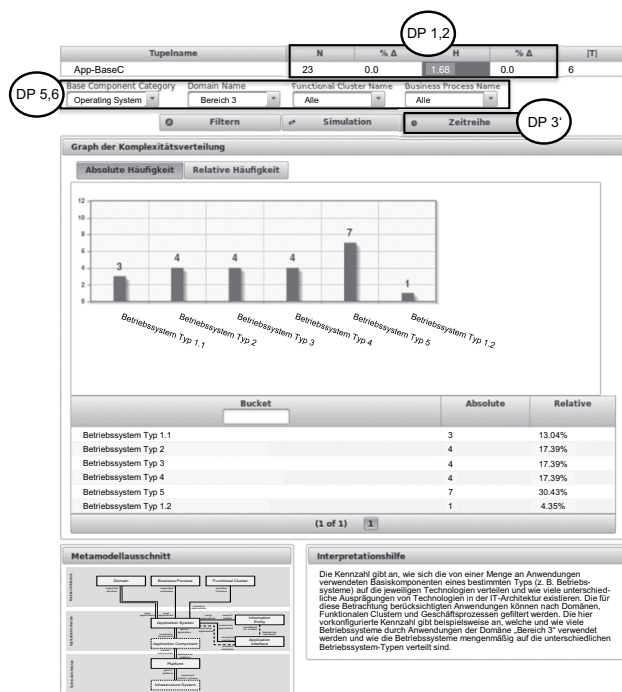 DP 1,2
Tupelname N % Δ H % Δ |T|
App-BaseC 23 0.0 1.68 0.0 6
DP 5,6
Base Component Category Domain Name Functional Cluster Name Business Process Name
Operating System Bereich 3 Alle Alle
Filtern Simulation Zeitreihe
DP 3‘
Graph der Komplexitätsverteilung
Absolute Häufigkeit Relative Häufigkeit
12
10
8
6
4
2
0
3 4 4 4 7 1
Betriebssystem Typ 1.1
Betriebssystem Typ 2
Betriebssystem Typ 3
Betriebssystem Typ 4
Betriebssystem Typ 5
Betriebssystem Typ 1.2
Bucket Absolute Relative
Betriebssystem Typ 1.1 3 13.04%
Betriebssystem Typ 2 4 17.39%
Betriebssystem Typ 3 4 17.39%
Betriebssystem Typ 4 4 17.39%
Betriebssystem Typ 5 7 30.43%
Betriebssystem Typ 1.2 1 4.35%
(1 of 1) 1
Metamodellausschnitt
Domain Business Process Functional Cluster
Application System
Information Entity
Application Component
Application Interface
Platform
Infrastructure System
Interpretationshilfe
Die Kennzahl gibt an, wie sich die von einer Menge an Anwendungen
verwendeten Basiskomponenten eines bestimmten Typs (z. B. Betriebs-
systeme) auf die jeweiligen Technologien verteilen und wie viele unterschied-
liche Ausprägungen von Technologien in der IT-Architektur existieren. Die für
diese Betrachtung berücksichtigten Anwendungen können nach Domänen,
Funktionalen Clustern und Geschäftsprozessen gefiltert werden. Die hier
vorkonfigurierte Kennzahl gibt beispielsweise an, welche und wie viele
Betriebssysteme durch Anwendungen der Domäne „Bereich 3“ verwendet
werden und wie die Betriebssysteme mengenmäßig auf die unterschiedlichen
Betriebssystem-Typen verteilt sind.